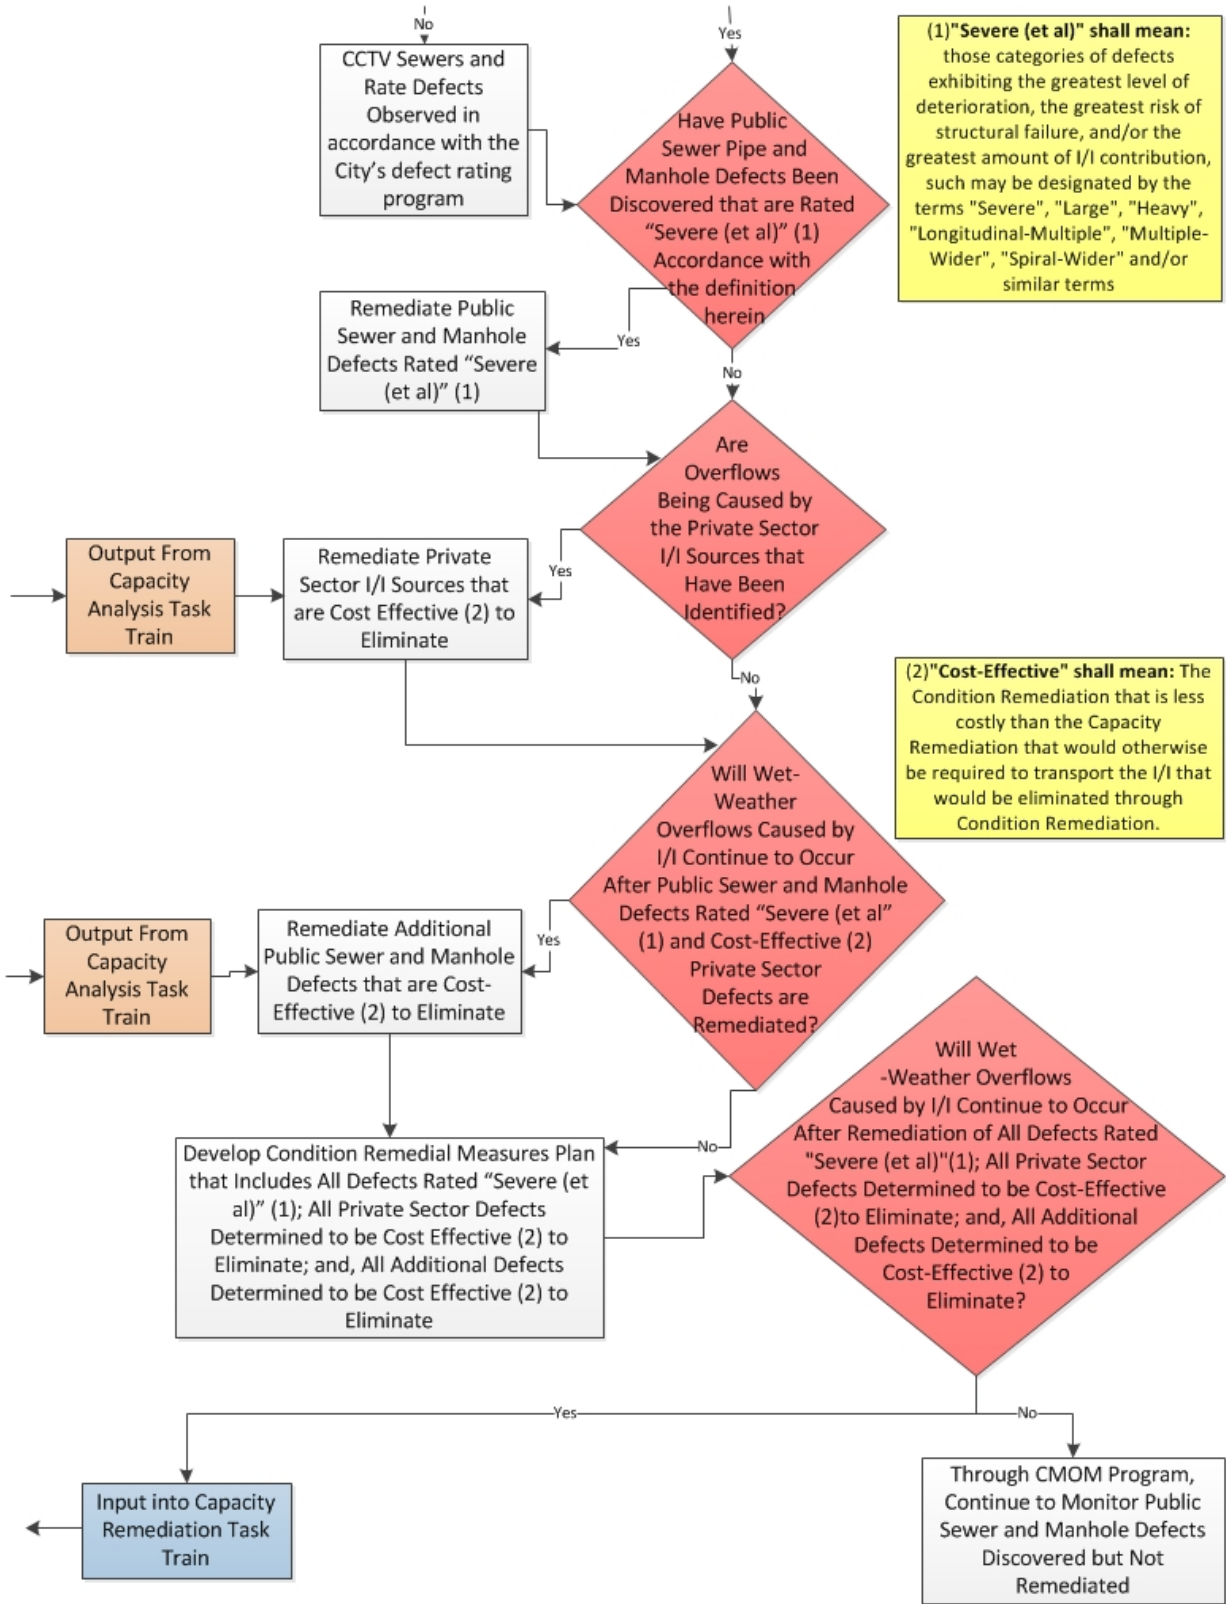 No
Yes
CCTV Sewers and
Rate Defects
Observed in
accordance with the
City's defect rating
program
Have Public
Sewer Pipe and
Manhole Defects Been
Discovered that are Rated
“Severe (et al)” (1)
Accordance with
the definition
herein
(1)"Severe (et al)" shall mean:
those categories of defects
exhibiting the greatest level of
deterioration, the greatest risk of
structural failure, and/or the
greatest amount of I/I contribution,
such may be designated by the
terms "Severe", "Large", "Heavy",
"Longitudinal-Multiple", "Multiple-
Wider", "Spiral-Wider" and/or
similar terms
Yes
Remediate Public
Sewer and Manhole
Defects Rated “Severe
(et al)” (1)
No
Are
Overflows
Being Caused by
the Private Sector
I/I Sources that
Have Been
Identified?
Yes
Output From
Capacity
Analysis Task
Train
Remediate Private
Sector I/I Sources that
are Cost Effective (2) to
Eliminate
No
(2)"Cost-Effective" shall mean: The
Condition Remediation that is less
costly than the Capacity
Remediation that would otherwise
be required to transport the I/I that
would be eliminated through
Condition Remediation.
Will Wet-
Weather
Overflows Caused by
I/I Continue to Occur
After Public Sewer and Manhole
Defects Rated “Severe (et al”
(1) and Cost-Effective (2)
Private Sector
Defects are
Remediated?
Yes
Output From
Capacity
Analysis Task
Train
Remediate Additional
Public Sewer and Manhole
Defects that are Cost-
Effective (2) to Eliminate
No
Develop Condition Remedial Measures Plan
that Includes All Defects Rated “Severe (et
al)” (1); All Private Sector Defects
Determined to be Cost Effective (2) to
Eliminate; and, All Additional Defects
Determined to be Cost Effective (2) to
Eliminate
Will Wet
-Weather Overflows
Caused by I/I Continue to Occur
After Remediation of All Defects Rated
"Severe (et al)"(1); All Private Sector
Defects Determined to be Cost-Effective
(2)to Eliminate; and, All Additional
Defects Determined to be
Cost-Effective (2) to
Eliminate?
Yes
No
Input into Capacity
Remediation Task
Train
Through CMOM Program,
Continue to Monitor Public
Sewer and Manhole Defects
Discovered but Not
Remediated